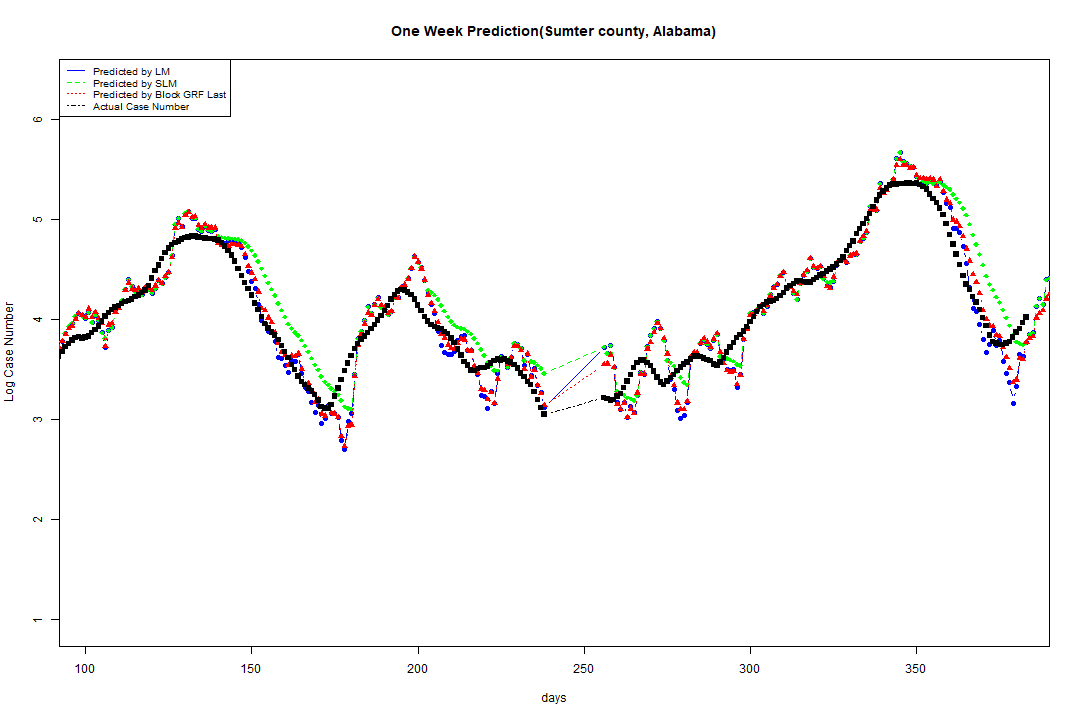 One Week Prediction(Sumter county, Alabama)
Predicted by LM
Predicted by SLM
Predicted by Block GRF Last
Actual Case Number
Log Case Number
6
5
4
3
2
1
100 150 200 250 300 350
days